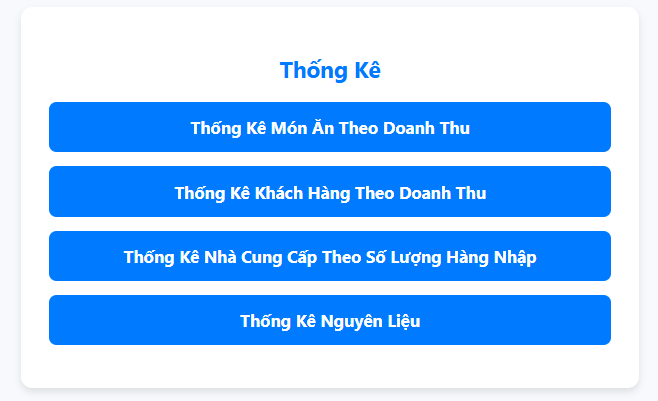 Thống Kê
Thống Kê Món Ăn Theo Doanh Thu
Thống Kê Khách Hàng Theo Doanh Thu
Thống Kê Nhà Cung Cấp Theo Số Lượng Hàng Nhập
Thống Kê Nguyên Liệu